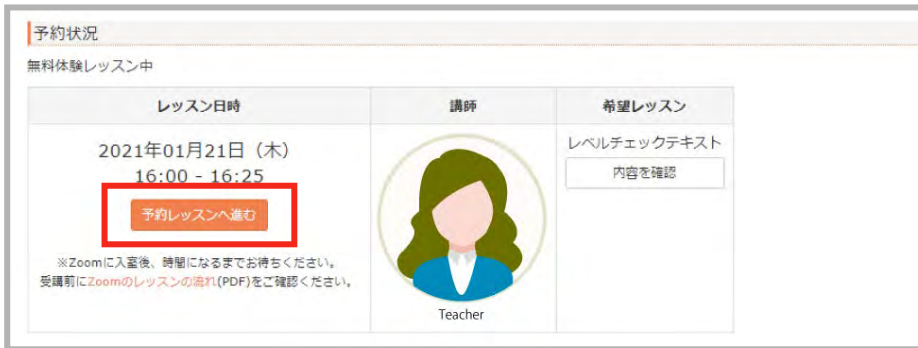 予約状況
無料体験レッスン中
レッスン日時
講師
希望レッスン
2021年01月21日（木）
16:00 - 16:25
予約レッスンへ進む
※Zoomに入室後、時間になるまでお待ちください。
受講前にZoomのレッスンの流れ(PDF)をご確認ください。
Teacher
レベルチェックテキスト
内容を確認